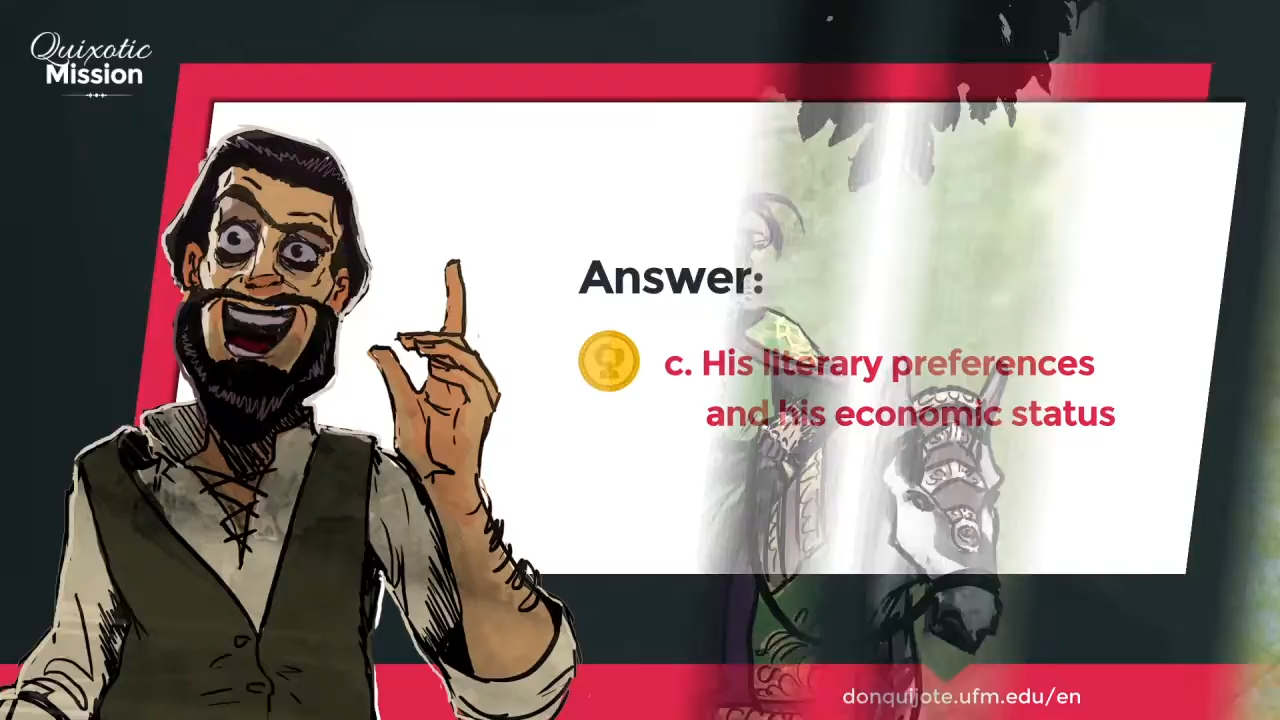 Quixotic
Mission
Answer:
c. His literary preferences
and his economic status
donquijote.ufm.edu/en